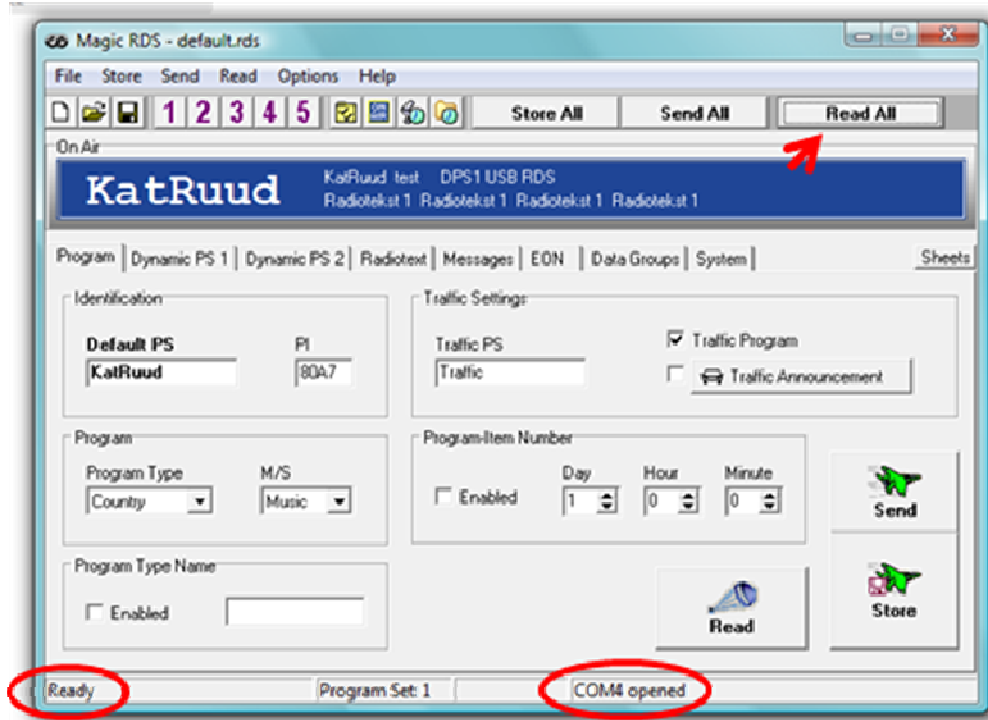 Magic RDS - default.rds
File Store Send Read Options Help
1 2 3 4 5 Store All Send All Read All
On Air
KatRuud
KatRuud test DPS1 USB RDS
Radiotekst 1 Radiotekst 1 Radiotekst 1 Radiotekst 1
Program Dynamic PS 1 Dynamic PS 2 Radiotext Messages EON Data Groups System Sheets
Identification
Default PS PI
KatRuud 80A7
Traffic Settings
Traffic PS Traffic Program
Traffic Traffic Announcement
Program
Program Type M/S
Country Music
Program-Item Number
Day Hour Minute
Enabled 1 0 0
Send
Program Type Name
Enabled
Read
Store
Ready Program Set: 1 COM4 opened